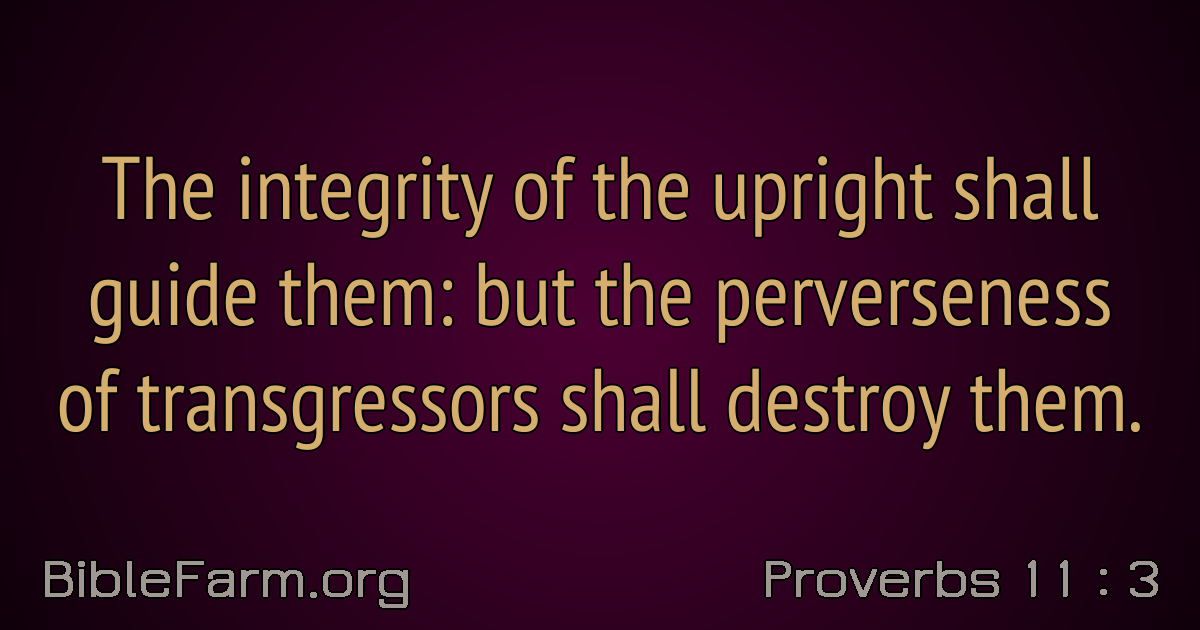 The integrity of the upright shall
guide them: but the perverseness
of transgressors shall destroy them.
BibleFarm.org
Proverbs 11 : 3